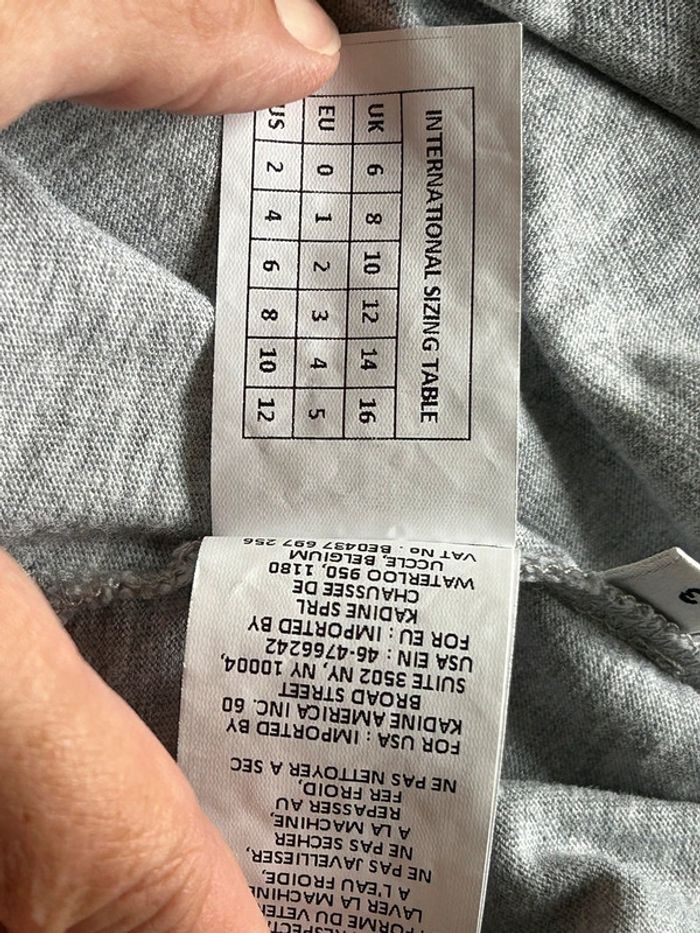 INTERNATIONAL SIZING TABLE
UK 6 8 10 12 14 16
EU 0 1 2 3 4 5
US 2 4 6 8 10 12
FORME DU
LAVER LA MACHINE
A L'EAU FROIDE,
NE PAS JAVELLIESER,
NE PAS SECHER
A LA MACHINE,
REPASSER AU
FER FROID,
NE PAS NETTOYER A SEC
FOR USA : IMPORTED BY
KADINE AMERICA INC. 60
BROAD STREET
SUITE 3502 NY, NY 10004,
USA EIN : 46-4766242
FOR EU : IMPORTED BY
KADINE SPRL
CHAUSSEE DE
WATERLOO 950, 1180
UCCLE, BELGIUM
VAT No. BE0437 697 256
3